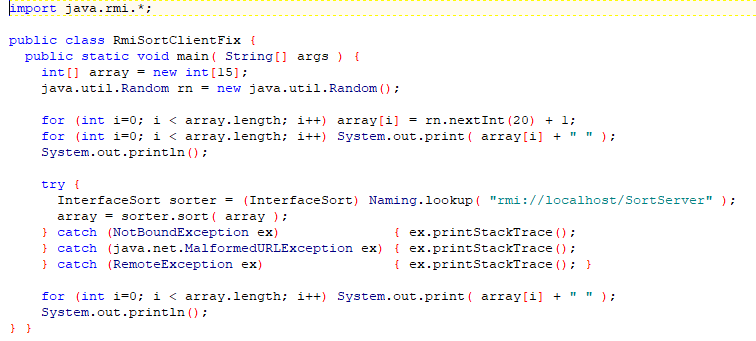 import java.rmi.*;

public class RmiSortClientFix {
  public static void main( String[] args ) {
    int[] array = new int[15];
    java.util.Random rn = new java.util.Random();

    for (int i=0; i < array.length; i++) array[i] = rn.nextInt(20) + 1;
    for (int i=0; i < array.length; i++) System.out.print( array[i] + " " );
    System.out.println();

    try {
      InterfaceSort sorter = (InterfaceSort) Naming.lookup( "rmi://localhost/SortServer" );
      array = sorter.sort( array );
    } catch (NotBoundException ex)              { ex.printStackTrace();
    } catch (java.net.MalformedURLException ex) { ex.printStackTrace();
    } catch (RemoteException ex)                { ex.printStackTrace(); }

    for (int i=0; i < array.length; i++) System.out.print( array[i] + " " );
    System.out.println();
} }